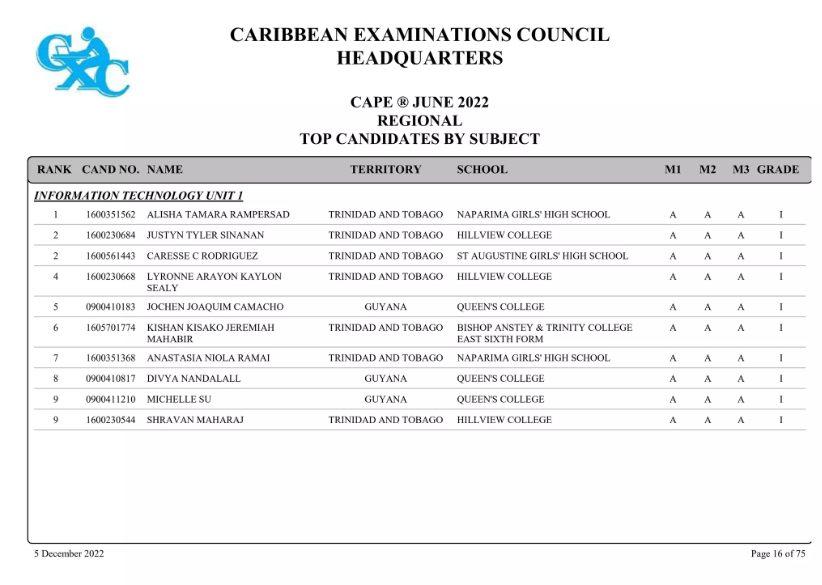 CXC
CARIBBEAN EXAMINATIONS COUNCIL
HEADQUARTERS
CAPE ® JUNE 2022
REGIONAL
TOP CANDIDATES BY SUBJECT
RANK CAND NO. NAME TERRITORY SCHOOL M1 M2 M3 GRADE
INFORMATION TECHNOLOGY UNIT 1
1 1600351562 ALISHA TAMARA RAMPERSAD TRINIDAD AND TOBAGO NAPARIMA GIRLS' HIGH SCHOOL A A A I
2 1600230684 JUSTYN TYLER SINANAN TRINIDAD AND TOBAGO HILLVIEW COLLEGE A A A I
2 1600561443 CARESSE C RODRIGUEZ TRINIDAD AND TOBAGO ST AUGUSTINE GIRLS' HIGH SCHOOL A A A I
4 1600230668 LYRONNE ARAYON KAYLON TRINIDAD AND TOBAGO HILLVIEW COLLEGE A A A I
SEALY
5 0900410183 JOCHEN JOAQUIM CAMACHO GUYANA QUEEN'S COLLEGE A A A I
6 1605701774 KISHAN KISAKO JEREMIAH TRINIDAD AND TOBAGO BISHOP ANSTEY & TRINITY COLLEGE A A A I
MAHABIR EAST SIXTH FORM
7 1600351368 ANASTASIA NIOLA RAMAI TRINIDAD AND TOBAGO NAPARIMA GIRLS' HIGH SCHOOL A A A I
8 0900410817 DIVYA NANDALALL GUYANA QUEEN'S COLLEGE A A A I
9 0900411210 MICHELLE SU GUYANA QUEEN'S COLLEGE A A A I
9 1600230544 SHRAVAN MAHARAJ TRINIDAD AND TOBAGO HILLVIEW COLLEGE A A A I
5 December 2022 Page 16 of 75